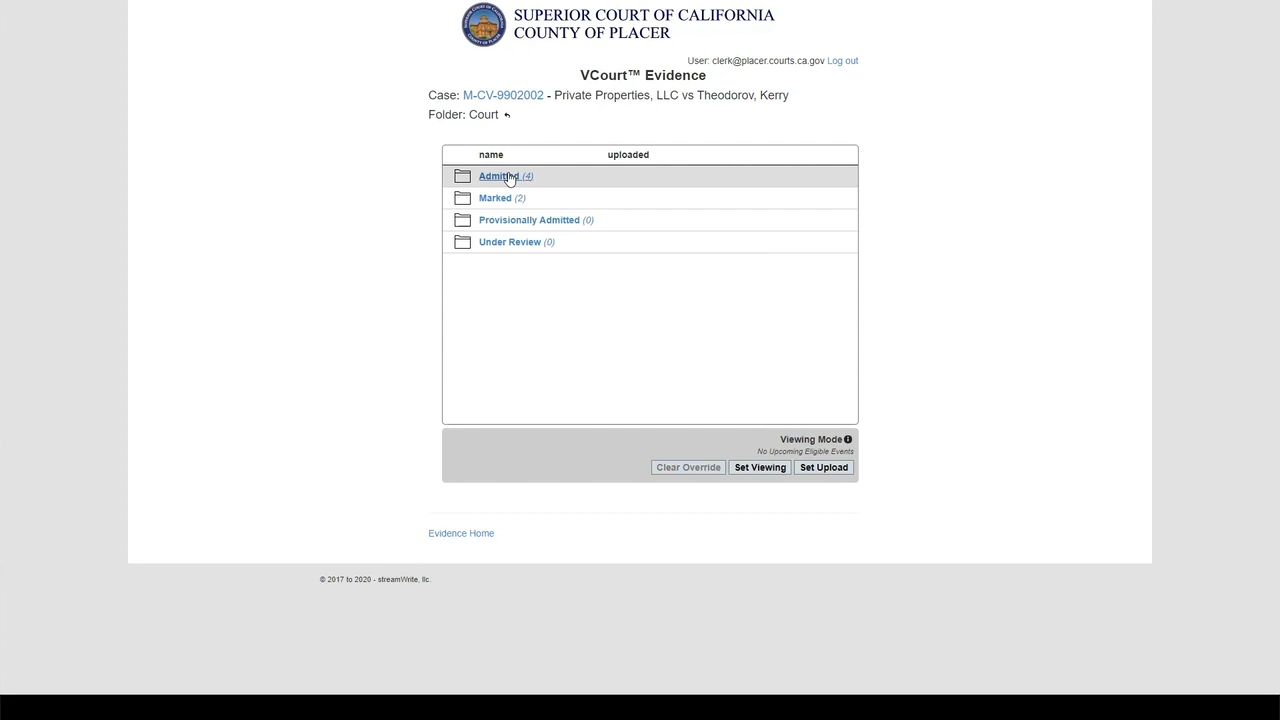 SUPERIOR COURT OF CALIFORNIA
COUNTY OF PLACER
User: clerk@placer.courts.ca.gov Log out
VCourt™ Evidence
Case: M-CV-9902002 - Private Properties, LLC vs Theodorov, Kerry
Folder: Court
name uploaded
Admitted (4)
Marked (2)
Provisionally Admitted (0)
Under Review (0)
Viewing Mode
No Upcoming Eligible Events
Clear Override Set Viewing Set Upload
Evidence Home
© 2017 to 2020 - streamWrite, llc.